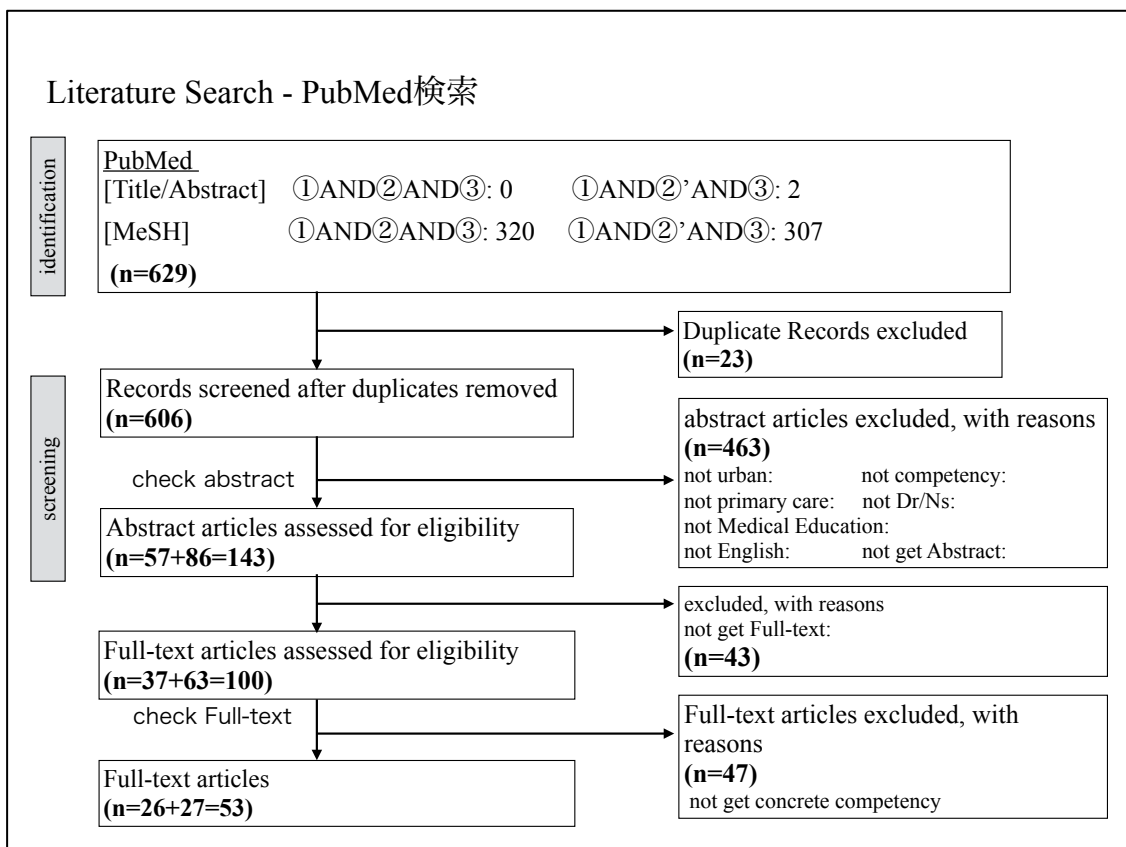 Literature Search - PubMed検索
identification
PubMed
[Title/Abstract] ①AND②AND③: 0 ①AND②’AND③: 2
[MeSH] ①AND②AND③: 320 ①AND②’AND③: 307
(n=629)
Duplicate Records excluded
(n=23)
screening
Records screened after duplicates removed
(n=606)
abstract articles excluded, with reasons
(n=463)
not urban: not competency:
not primary care: not Dr/Ns:
not Medical Education:
not English: not get Abstract:
check abstract
Abstract articles assessed for eligibility
(n=57+86=143)
excluded, with reasons
not get Full-text:
(n=43)
Full-text articles assessed for eligibility
(n=37+63=100)
check Full-text
Full-text articles excluded, with
reasons
(n=47)
not get concrete competency
Full-text articles
(n=26+27=53)